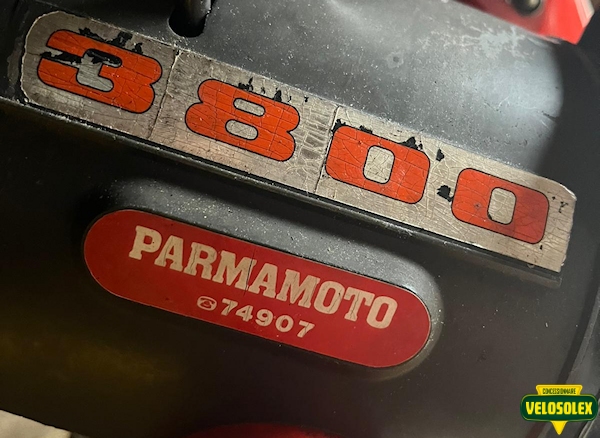 3800
PARMAMOTO
☎74907
CONCESSIONNAIRE
VELOSOLEX